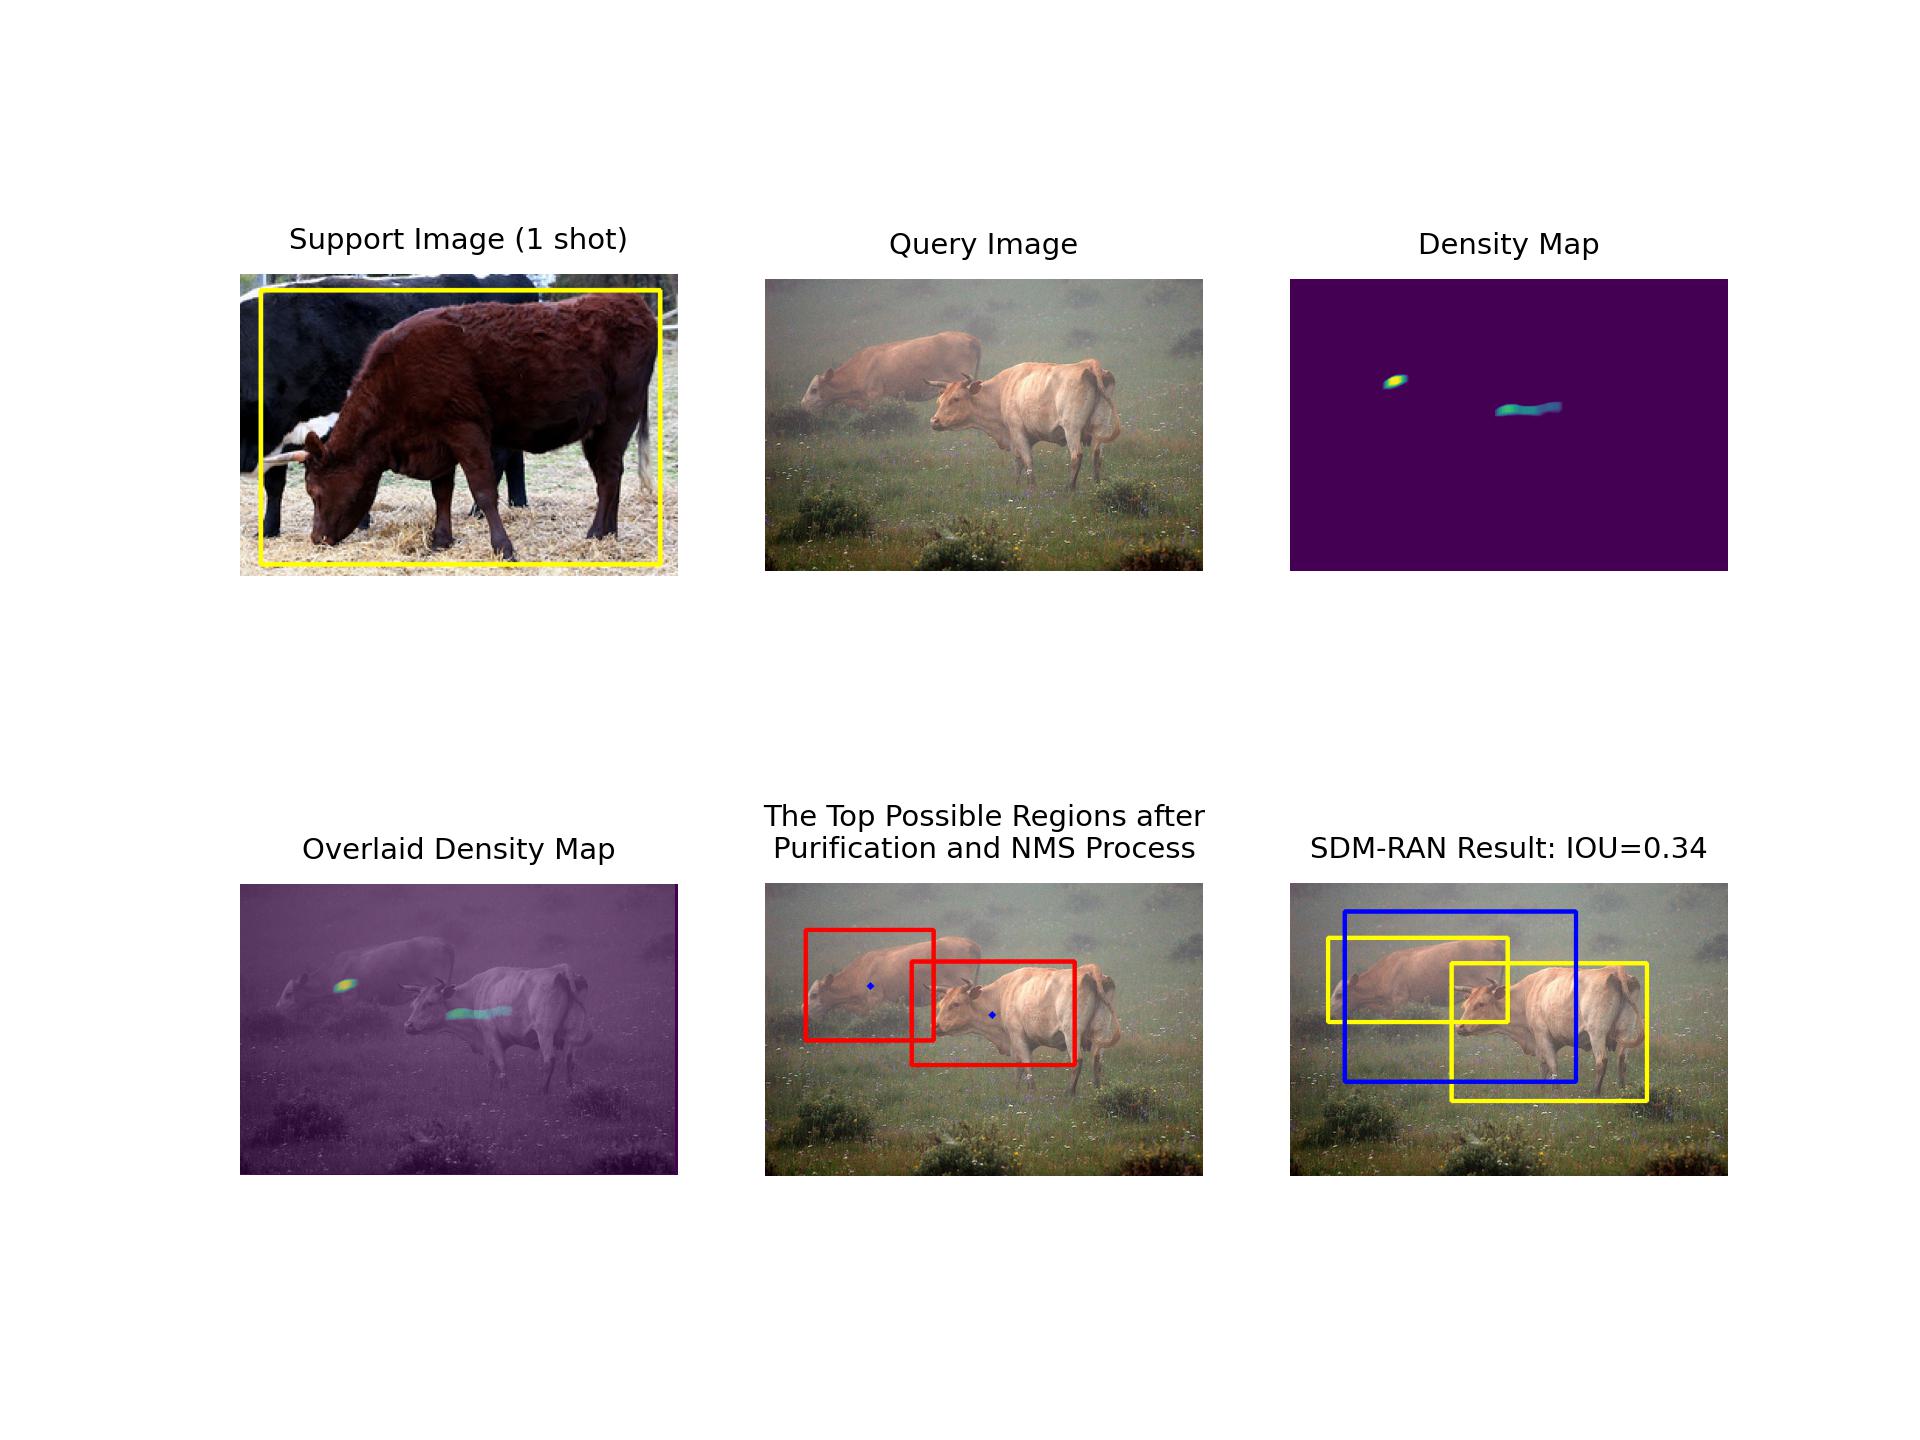 Support Image (1 shot)
Query Image
Density Map
Overlaid Density Map
The Top Possible Regions after
Purification and NMS Process
SDM-RAN Result: IOU=0.34